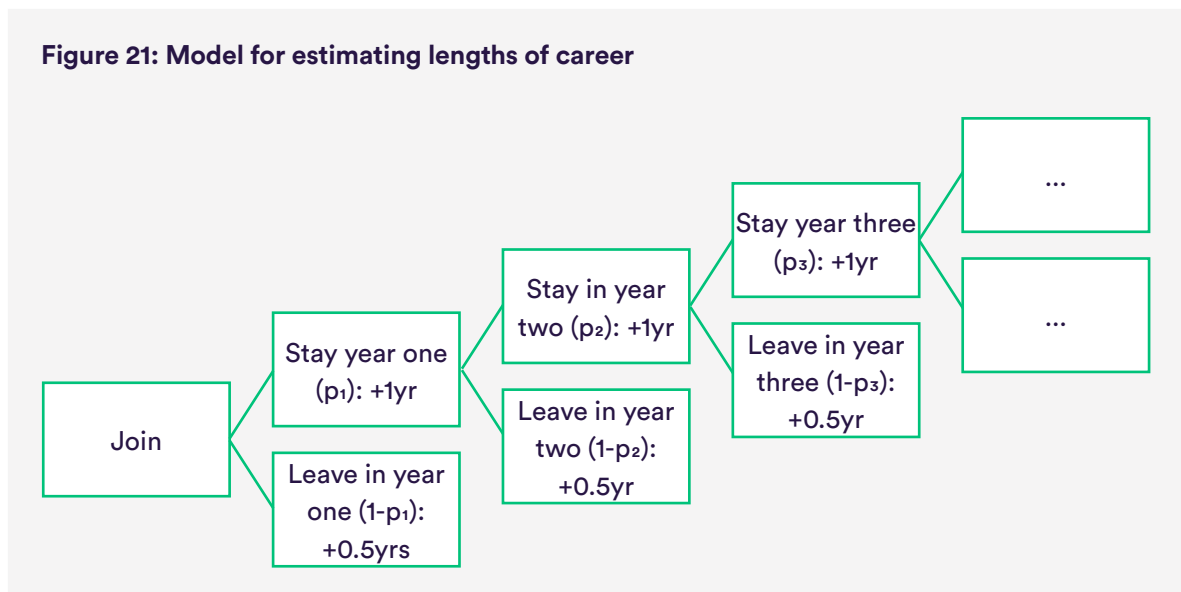 Figure 21: Model for estimating lengths of career
Join
Stay year one
(p₁): +1yr
Leave in year
one (1-p₁):
+0.5yrs
Stay in year
two (p₂): +1yr
Leave in year
two (1-p₂):
+0.5yr
Stay year three
(p₃): +1yr
Leave in year
three (1-p₃):
+0.5yr
...
...